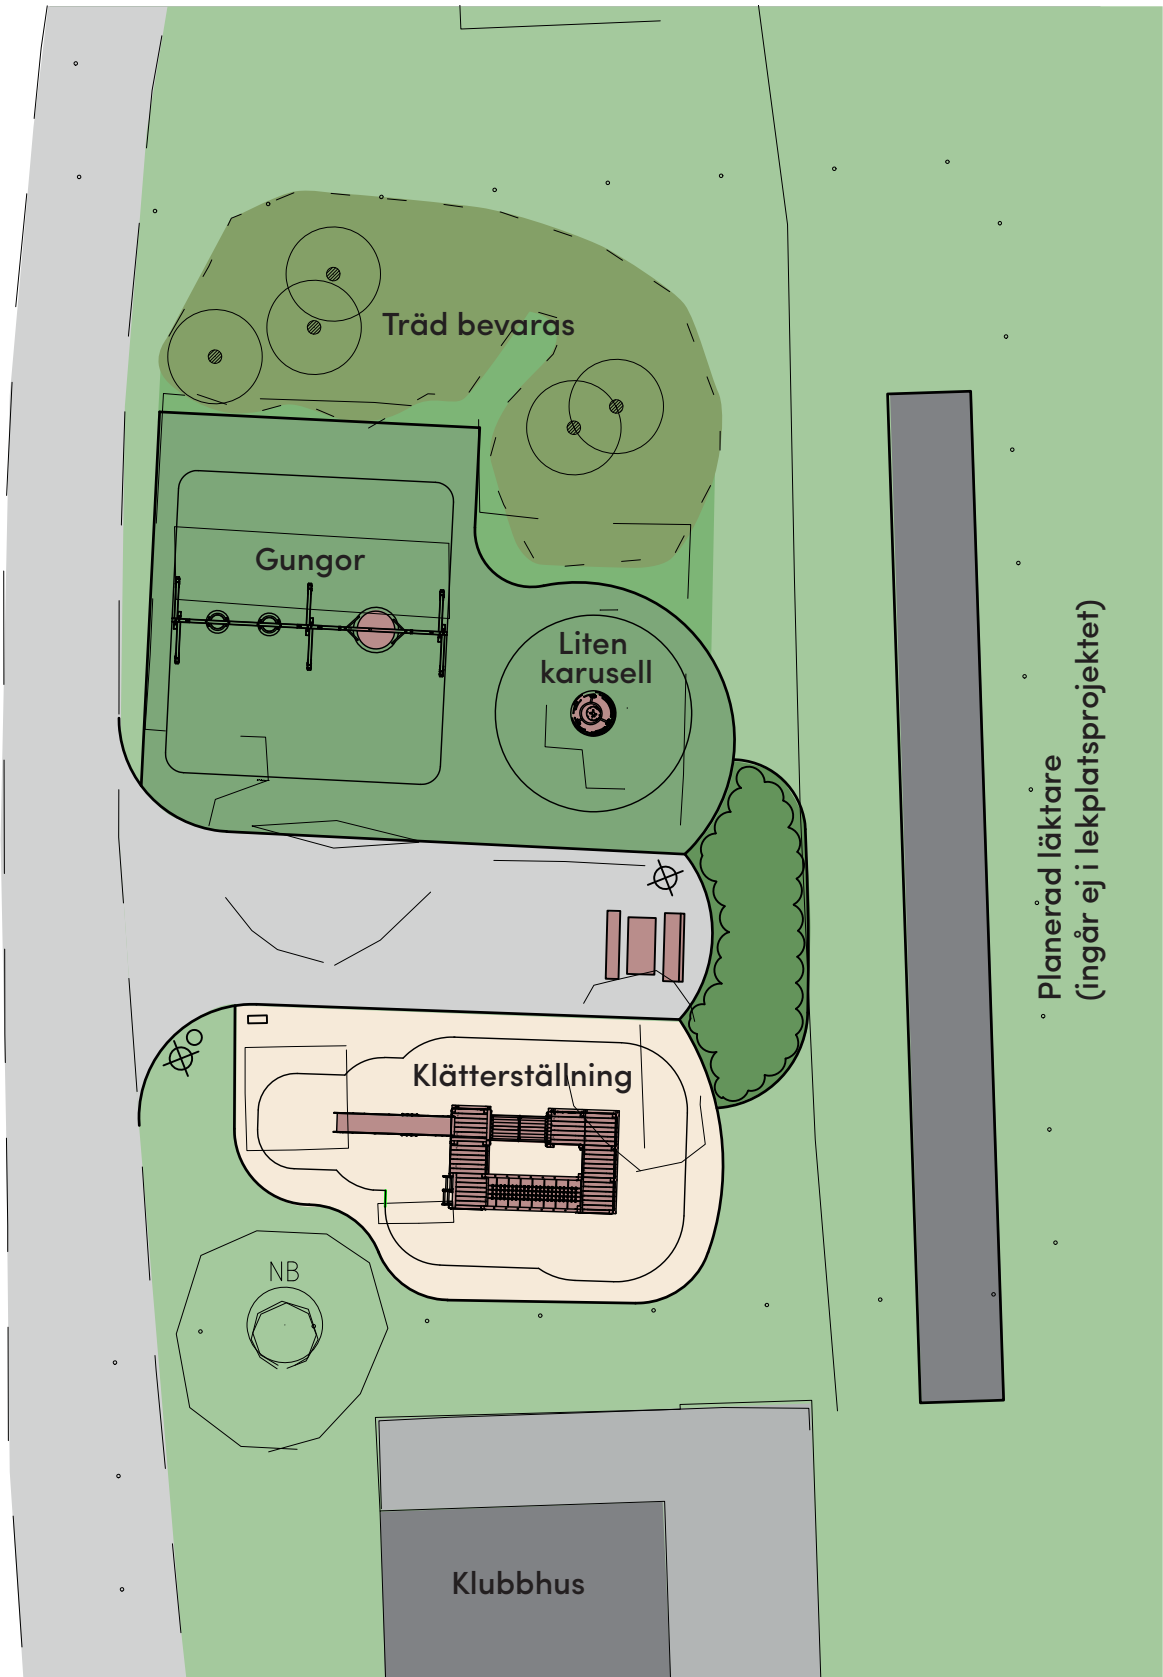 Träd bevaras
Gungor
Liten
karusell
Planerad läktare
(ingår ej i lekplatsprojektet)
Klätterställning
NB
Klubbhus